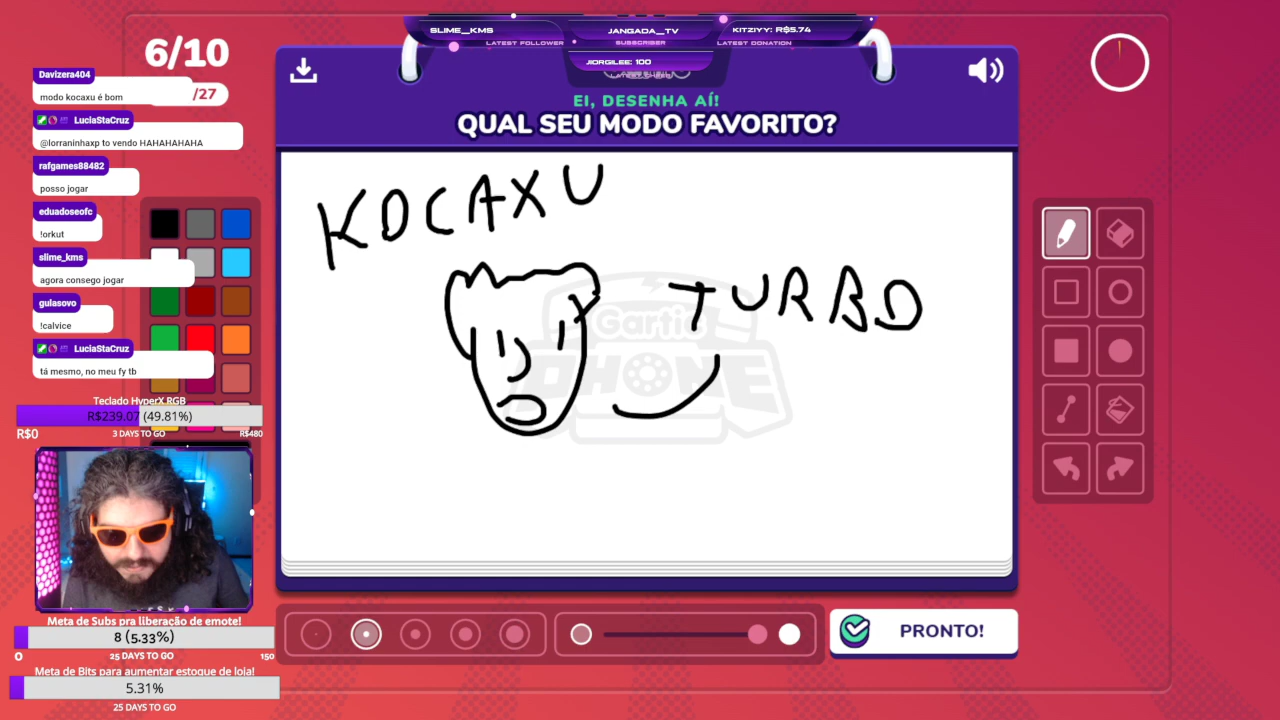 SLIME_KMS
LATEST FOLLOWER
JANGADA_TV
SUBSCRIBER
KITZIYY: R$5.74
LATEST DONATION
JIORGILEE: 100
6/10
/27
Davizera404
modo kocaxu é bom
LuciaStaCruz
@lorraninhaxp to vendo HAHAHAHAHA
rafgames88482
posso jogar
eduadoseofc
!orkut
slime_kms
agora consego jogar
gulasovo
!calvice
LuciaStaCruz
tá mesmo, no meu fy tb
EI, DESENHA AÍ!
QUAL SEU MODO FAVORITO?
KOCAXU
TURBO
Gartic
PHONE
Teclado HyperX RGB
R$239.07 (49.81%)
R$0
3 DAYS TO GO
R$480
Meta de Subs pra liberação de emote!
8 (5.33%)
0
25 DAYS TO GO
150
Meta de Bits para aumentar estoque de loja!
5.31%
25 DAYS TO GO
PRONTO!